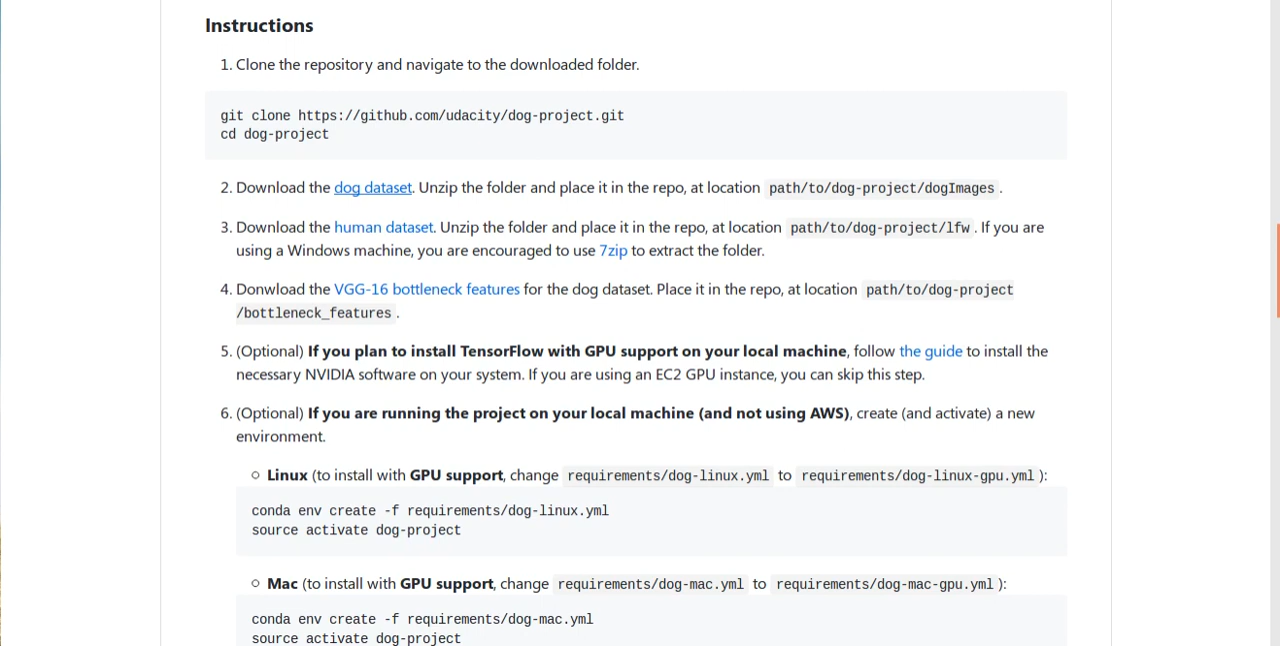 Instructions
1. Clone the repository and navigate to the downloaded folder.
git clone https://github.com/udacity/dog-project.git
cd dog-project
2. Download the dog dataset. Unzip the folder and place it in the repo, at location path/to/dog-project/dogImages.
3. Download the human dataset. Unzip the folder and place it in the repo, at location path/to/dog-project/lfw. If you are
using a Windows machine, you are encouraged to use 7zip to extract the folder.
4. Donwload the VGG-16 bottleneck features for the dog dataset. Place it in the repo, at location path/to/dog-project
/bottleneck_features.
5. (Optional) If you plan to install TensorFlow with GPU support on your local machine, follow the guide to install the
necessary NVIDIA software on your system. If you are using an EC2 GPU instance, you can skip this step.
6. (Optional) If you are running the project on your local machine (and not using AWS), create (and activate) a new
environment.
○ Linux (to install with GPU support, change requirements/dog-linux.yml to requirements/dog-linux-gpu.yml):
conda env create -f requirements/dog-linux.yml
source activate dog-project
○ Mac (to install with GPU support, change requirements/dog-mac.yml to requirements/dog-mac-gpu.yml):
conda env create -f requirements/dog-mac.yml
source activate dog-project